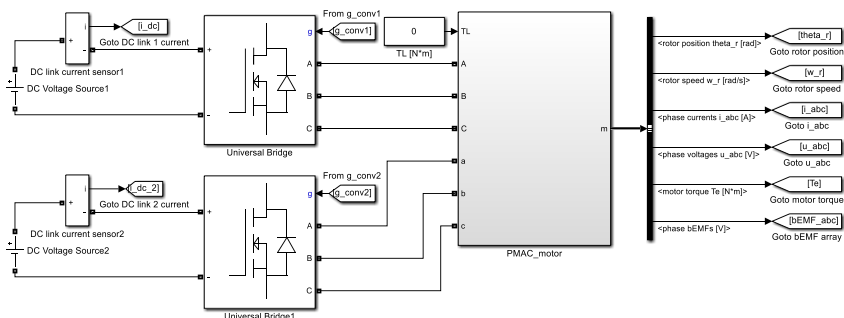 i
[i_dc]
Goto DC link 1 current
+
-
DC link current sensor1
DC Voltage Source1
+
-
g
A
B
C
Universal Bridge
From g_conv1
[g_conv1]
0
TL [N*m]
TL
A
B
C
a
b
c
m
PMAC_motor
<rotor position theta_r [rad]>
[theta_r]
Goto rotor position
<rotor speed w_r [rad/s]>
[w_r]
Goto rotor speed
<phase currents i_abc [A]>
[i_abc]
Goto i_abc
<phase voltages u_abc [V]>
[u_abc]
Goto u_abc
<motor torque Te [N*m]>
[Te]
Goto motor torque
<phase bEMFs [V]>
[bEMF_abc]
Goto bEMF array
i
[i_dc_2]
Goto DC link 2 current
+
-
DC link current sensor2
DC Voltage Source2
+
-
g
A
B
C
Universal Bridge1
From g_conv2
[g_conv2]